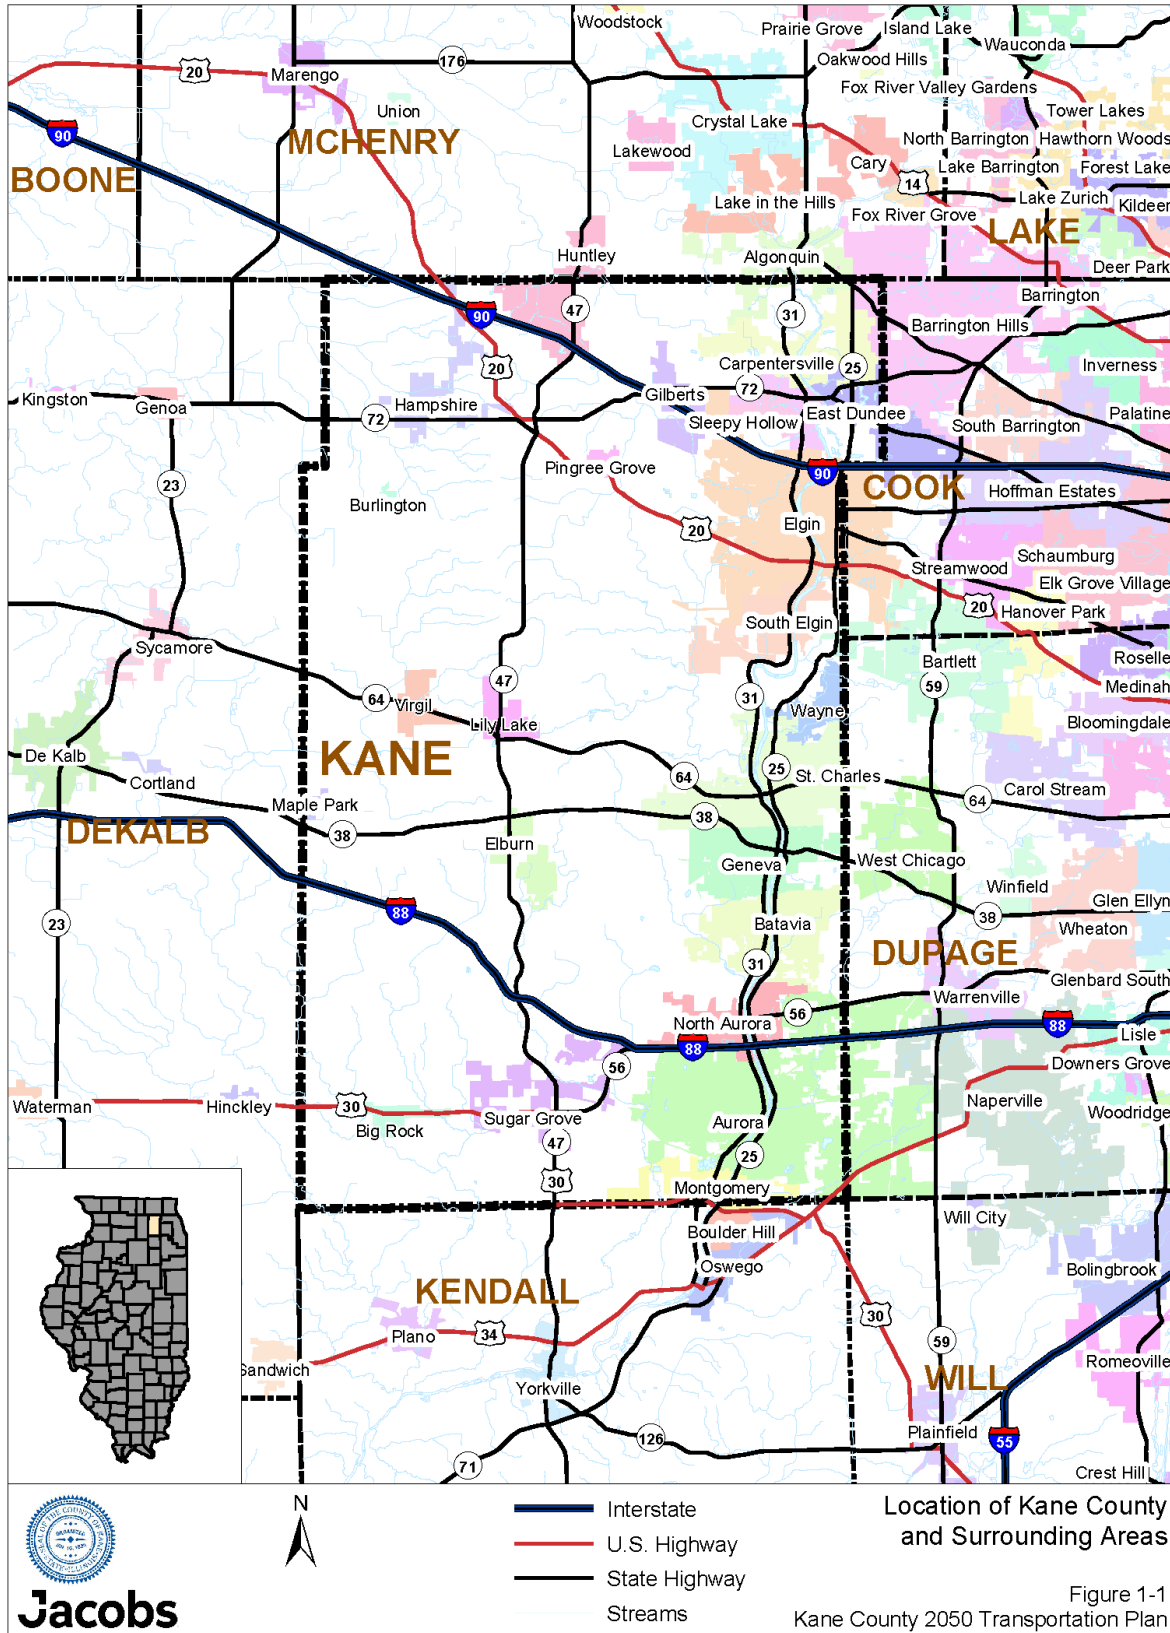 Woodstock
Prairie Grove
Island Lake
Wauconda
Oakwood Hills
176
20
Marengo
Fox River Valley Gardens
Union
Tower Lakes
Crystal Lake
90
MCHENRY
North Barrington
Hawthorn Woods
Lakewood
Cary
Lake Barrington
Forest Lake
BOONE
14
Lake in the Hills
Lake Zurich
Kildeer
Fox River Grove
LAKE
Huntley
Algonquin
Deer Park
Barrington
47
31
90
Barrington Hills
Carpentersville
25
Inverness
20
72
Gilberts
Kingston
Genoa
Hampshire
East Dundee
Palatine
72
Sleepy Hollow
South Barrington
Pingree Grove
90
23
COOK
Hoffman Estates
Burlington
Elgin
20
Schaumburg
Streamwood
Elk Grove Village
20
Hanover Park
South Elgin
Sycamore
Bartlett
Roselle
47
59
Medinah
64
Virgil
31
Wayne
Lily Lake
Bloomingdale
De Kalb
KANE
25
64
St. Charles
Cortland
Carol Stream
64
Maple Park
38
DEKALB
38
Elburn
Geneva
West Chicago
Winfield
Glen Ellyn
88
38
23
Batavia
Wheaton
DUPAGE
31
Glenbard South
Warrenville
56
North Aurora
88
Lisle
88
56
Downers Grove
Waterman
Hinckley
30
Naperville
Sugar Grove
Woodridge
Big Rock
Aurora
47
25
30
Montgomery
Will City
Boulder Hill
Oswego
Bolingbrook
KENDALL
30
34
Plano
59
Romeoville
Sandwich
WILL
Yorkville
Plainfield
126
55
71
Crest Hill
N
Interstate
U.S. Highway
State Highway
Streams
Location of Kane County
and Surrounding Areas
Jacobs
Figure 1-1
Kane County 2050 Transportation Plan